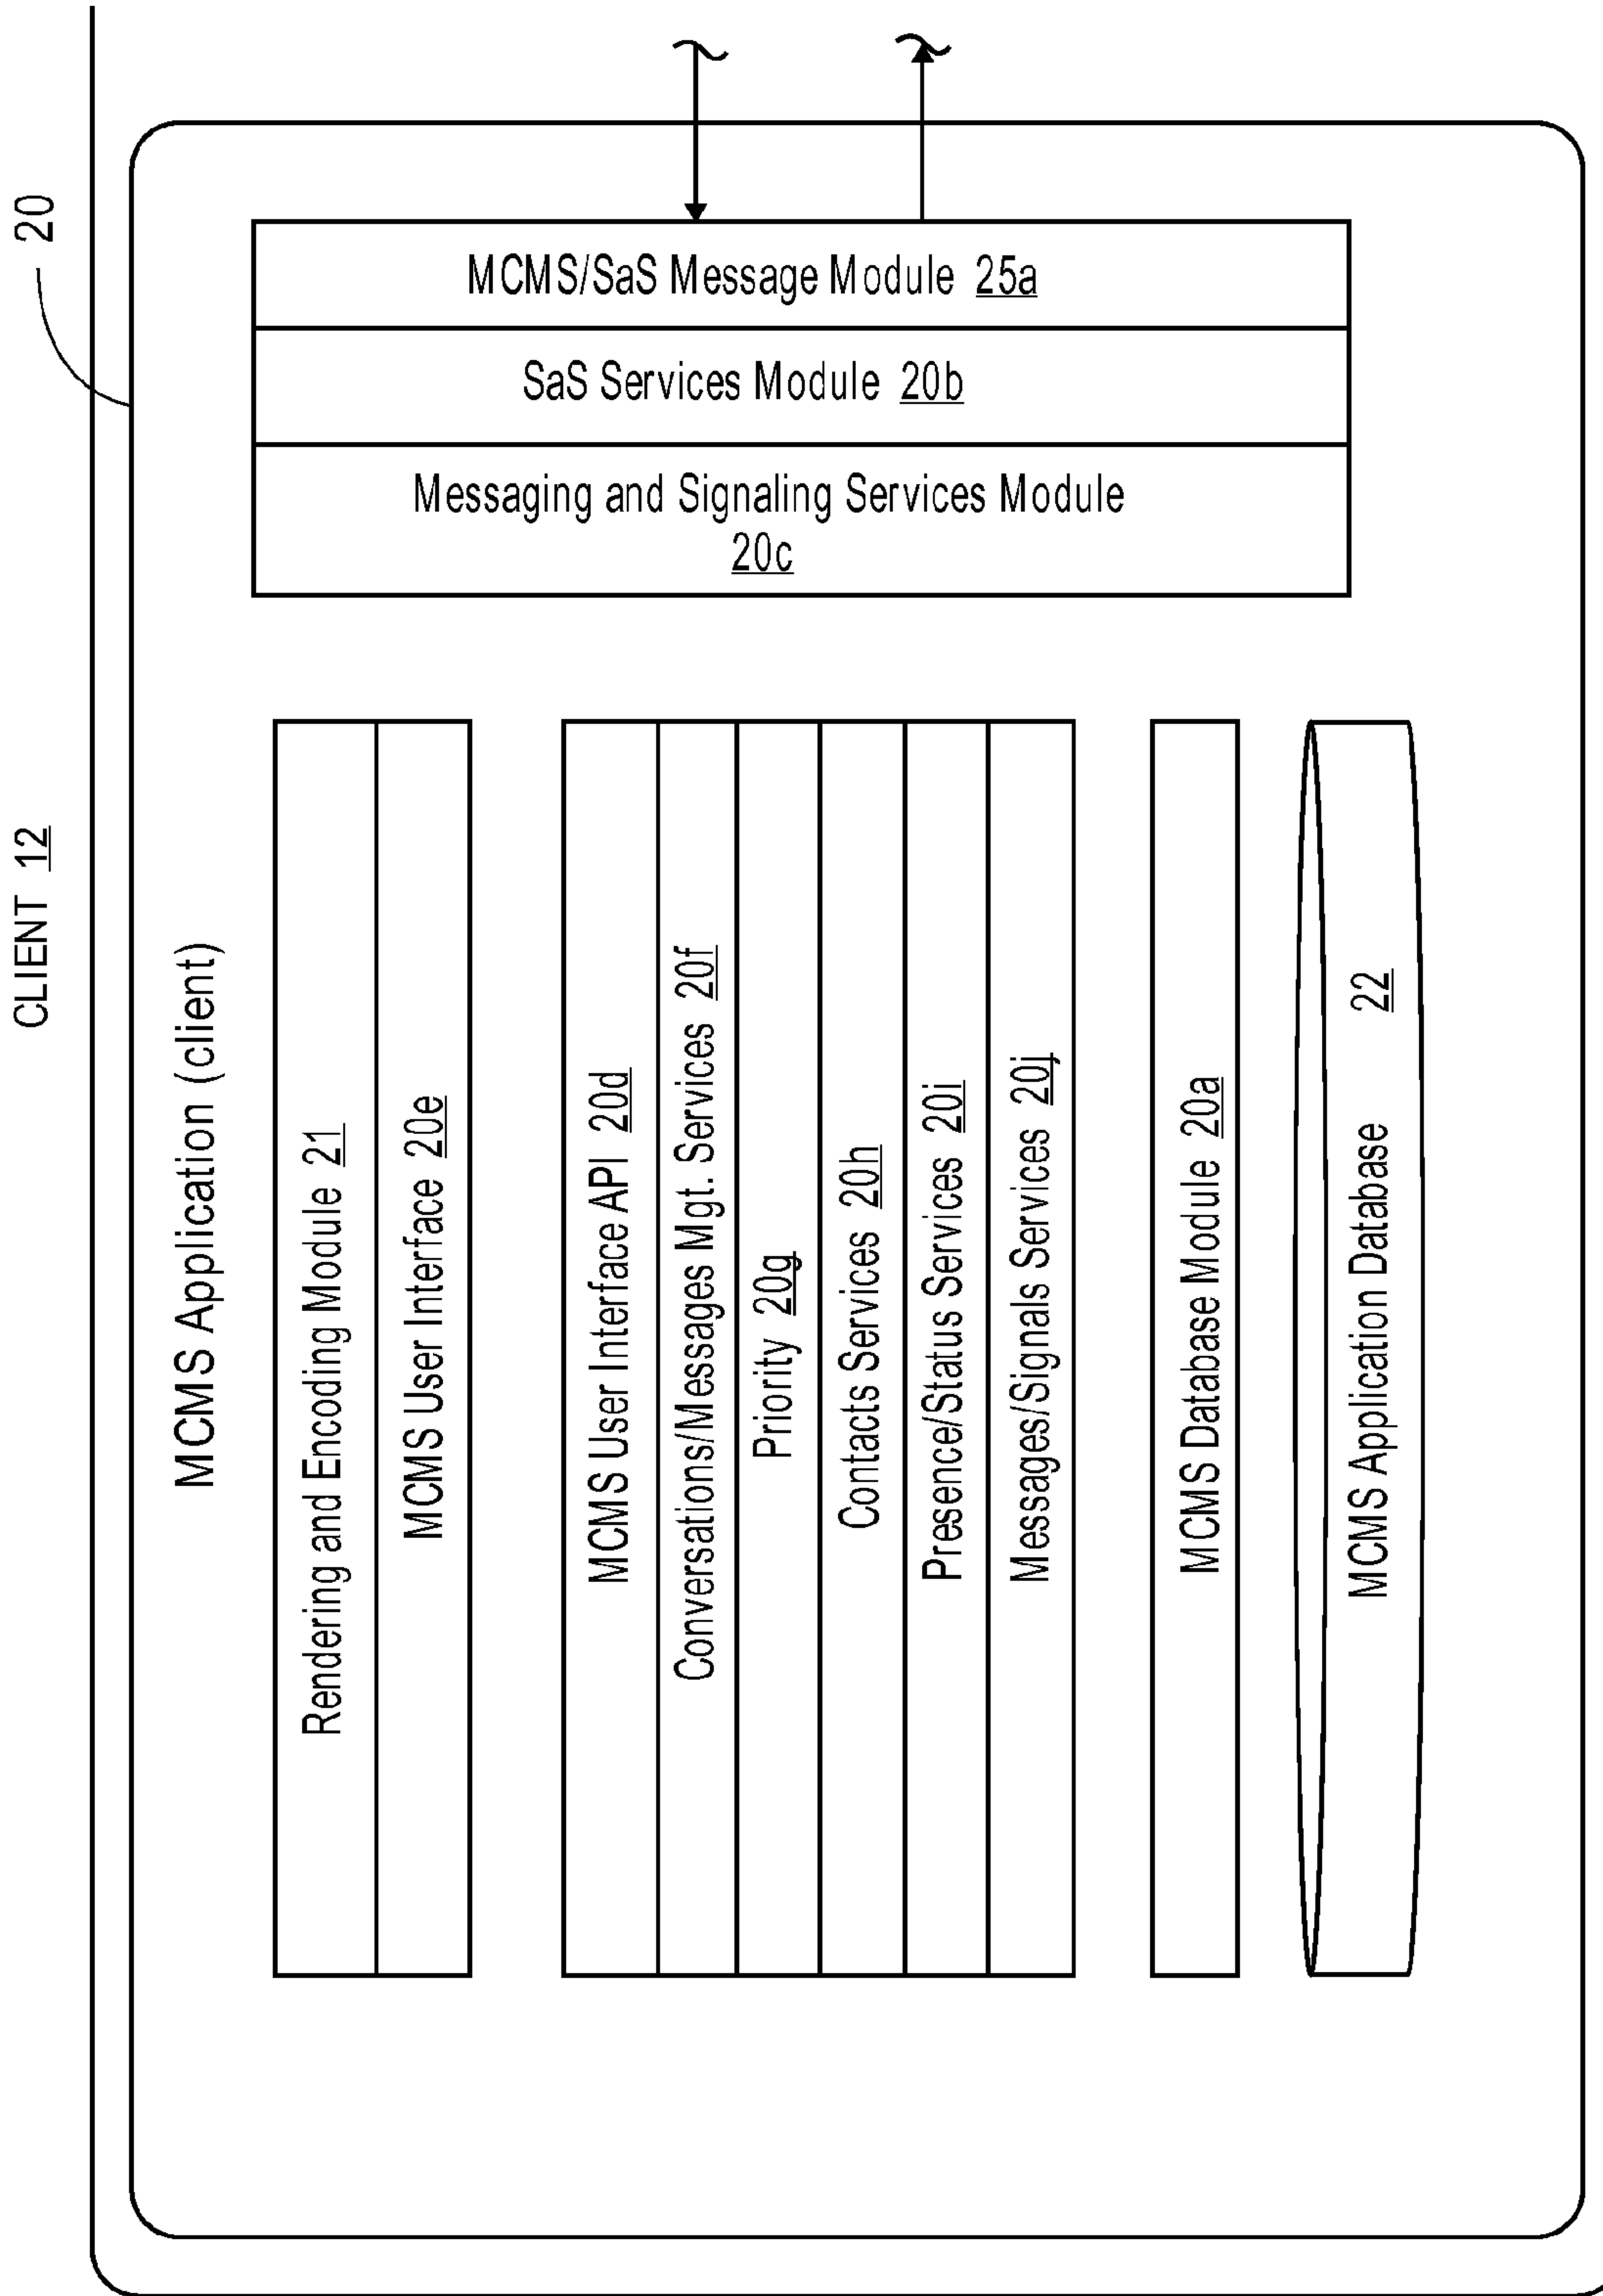 CLIENT 12
20
MCMS Application (client)
Rendering and Encoding Module 21
MCMS User Interface 20e
MCMS User Interface API 20d
Conversations/Messages Mgt. Services 20f
Priority 20g
Contacts Services 20h
Presence/Status Services 20i
Messages/Signals Services 20j
MCMS Database Module 20a
MCMS Application Database 22
MCMS/SaS Message Module 25a
SaS Services Module 20b
Messaging and Signaling Services Module
20c